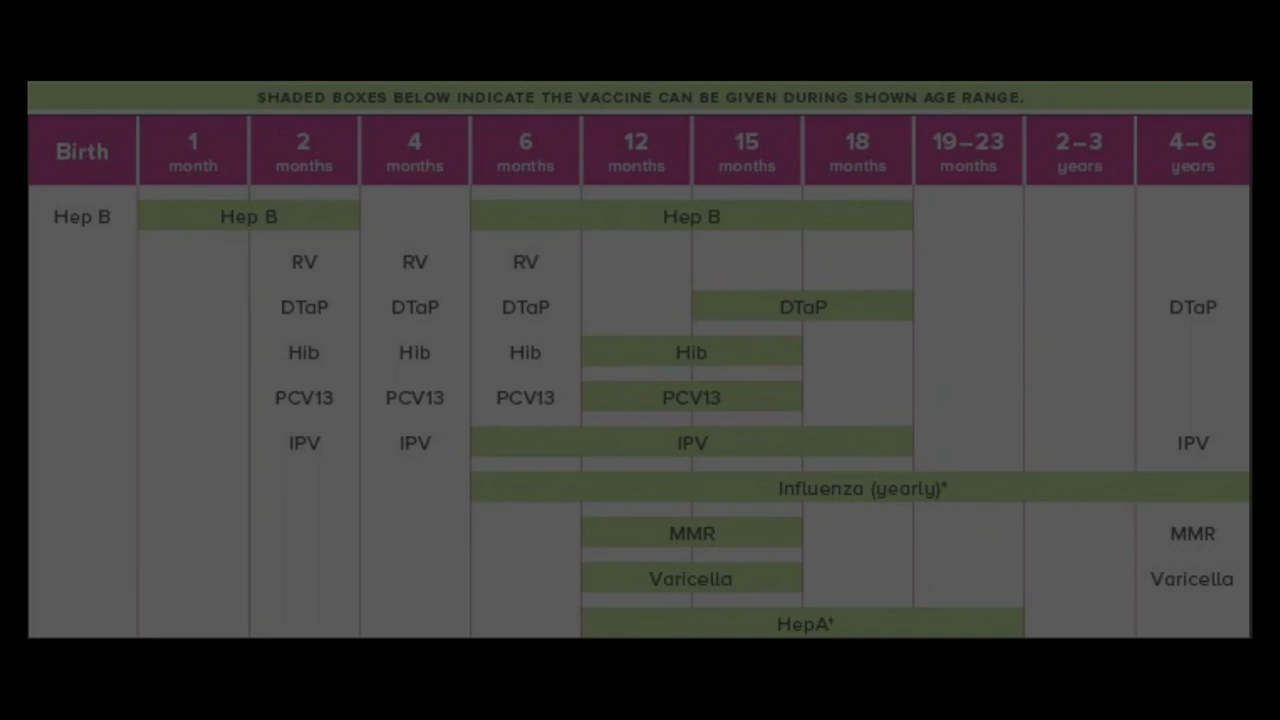 SHADED BOXES BELOW INDICATE THE VACCINE CAN BE GIVEN DURING SHOWN AGE RANGE.
Birth 1 month 2 months 4 months 6 months 12 months 15 months 18 months 19–23 months 2–3 years 4–6 years
Hep B Hep B Hep B
RV RV RV
DTaP DTaP DTaP DTaP DTaP
Hib Hib Hib Hib
PCV13 PCV13 PCV13 PCV13
IPV IPV IPV IPV
Influenza (yearly)*
MMR MMR
Varicella Varicella
HepA†